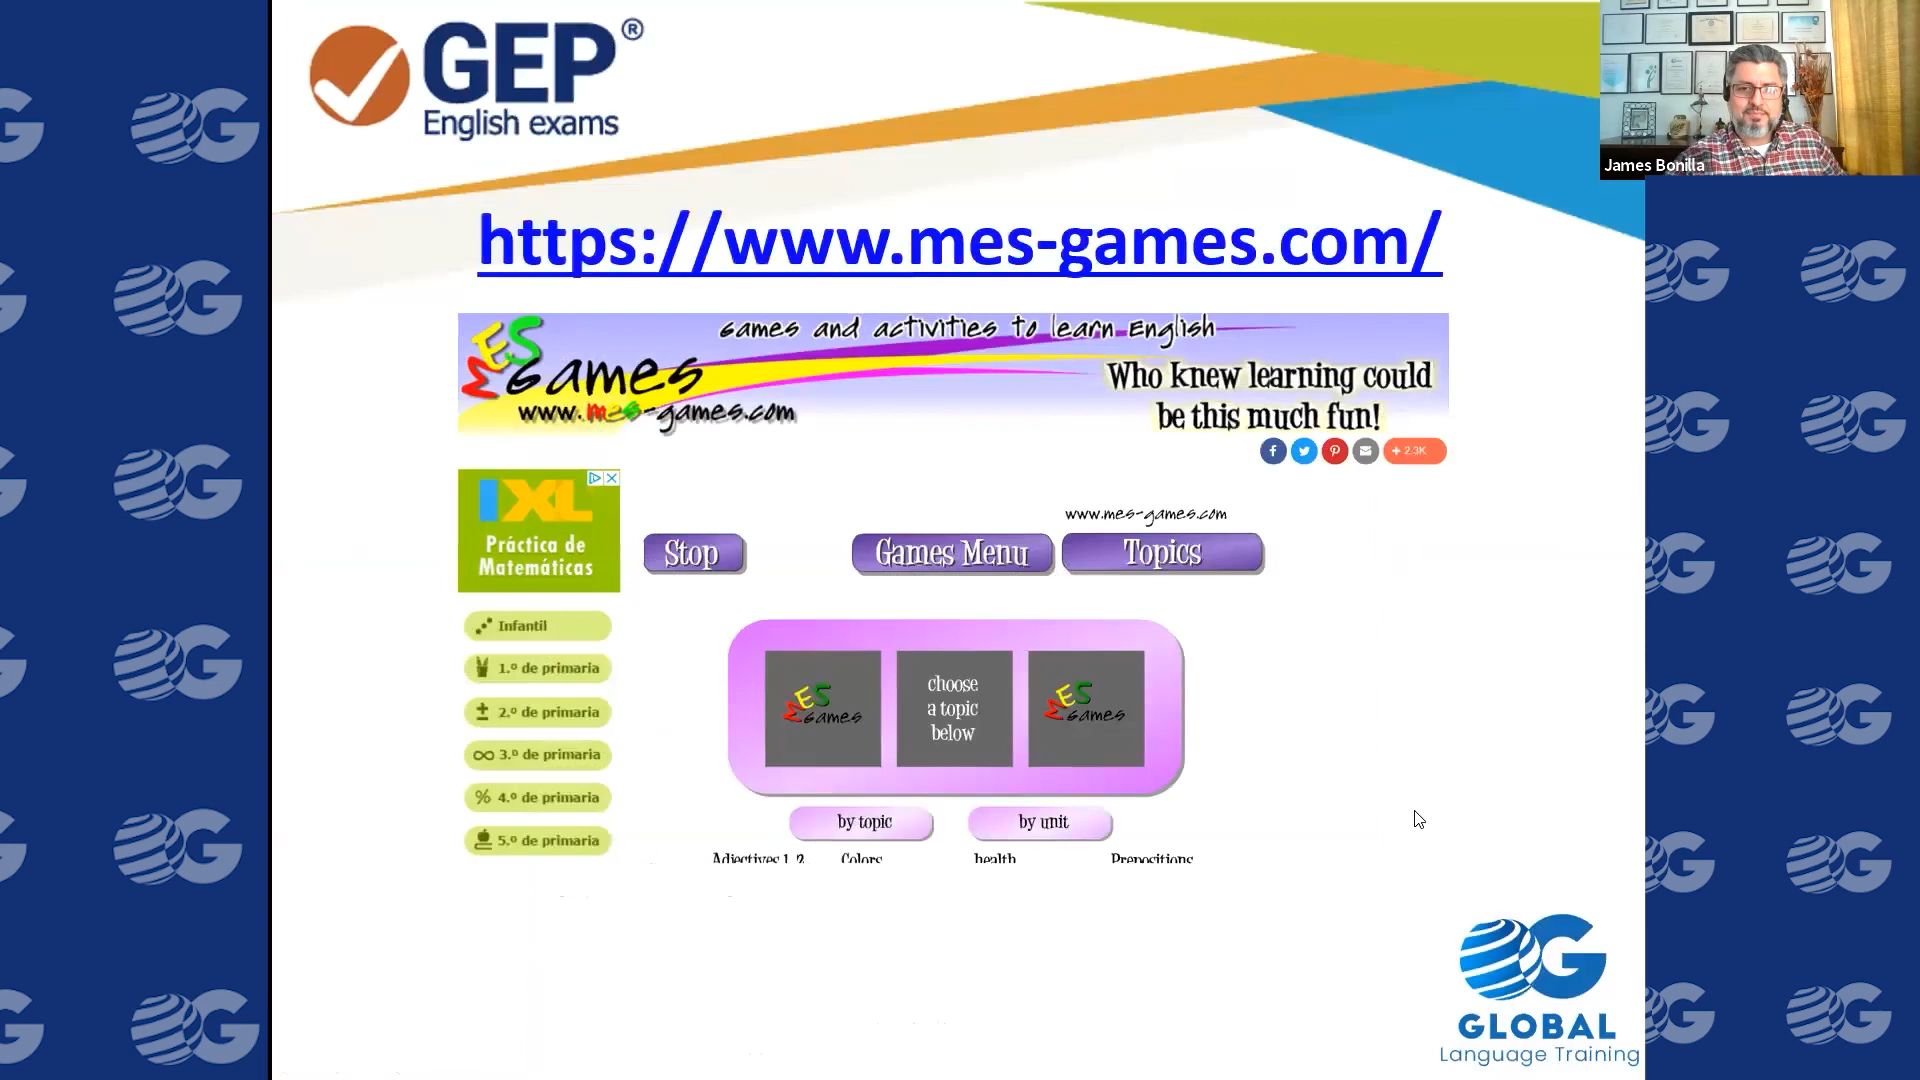 GEP®
English exams
James Bonilla
https://www.mes-games.com/
games and activities to learn English
MES
Games
www.mes-games.com
Who knew learning could
be this much fun!
+ 2.3K
IXL
Práctica de
Matemáticas
www.mes-games.com
Stop
Games Menu
Topics
Infantil
1.º de primaria
2.º de primaria
3.º de primaria
4.º de primaria
5.º de primaria
MES
Games
choose
a topic
below
MES
Games
by topic
by unit
Adjectives 1, 2
Colors
health
Prepositions
G
GLOBAL
Language Training